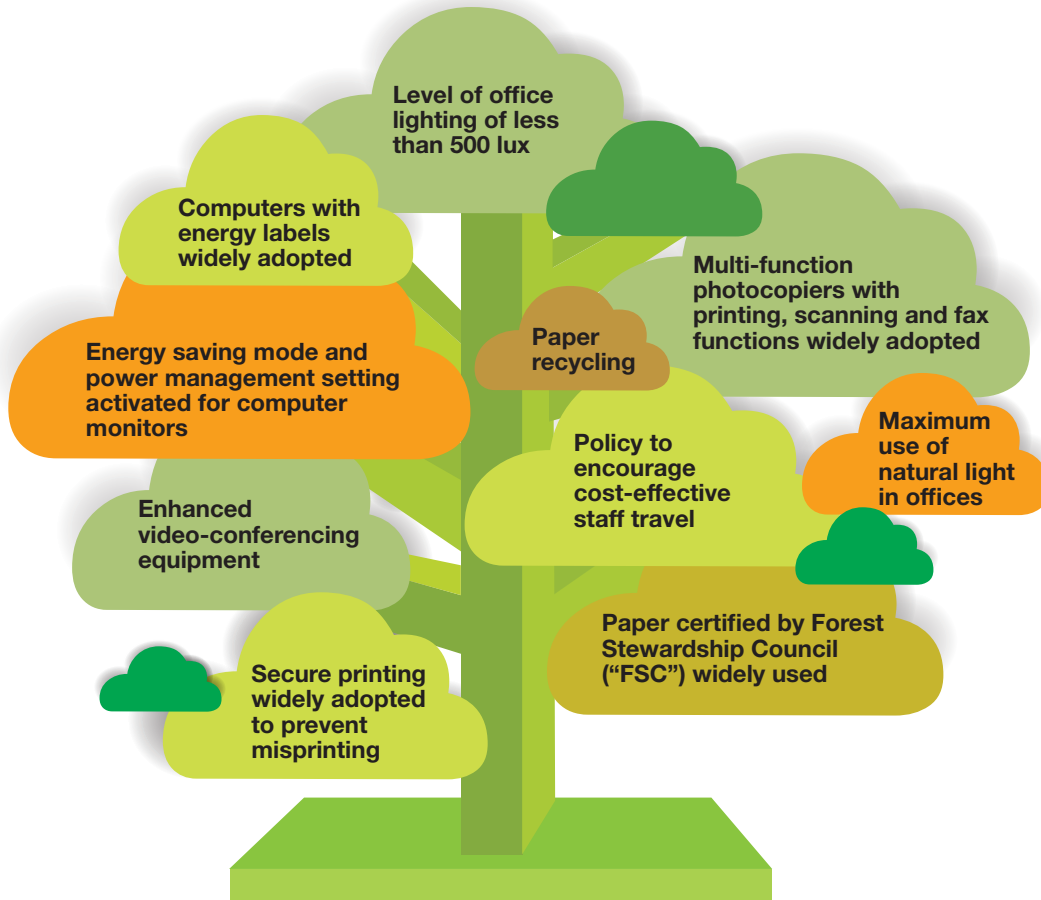 Level of office
lighting of less
than 500 lux
Computers with
energy labels
widely adopted
Multi-function
photocopiers with
printing, scanning and fax
functions widely adopted
Paper
recycling
Energy saving mode and
power management setting
activated for computer
monitors
Maximum
use of
natural light
in offices
Policy to
encourage
cost-effective
staff travel
Enhanced
video-conferencing
equipment
Paper certified by Forest
Stewardship Council
(“FSC”) widely used
Secure printing
widely adopted
to prevent
misprinting